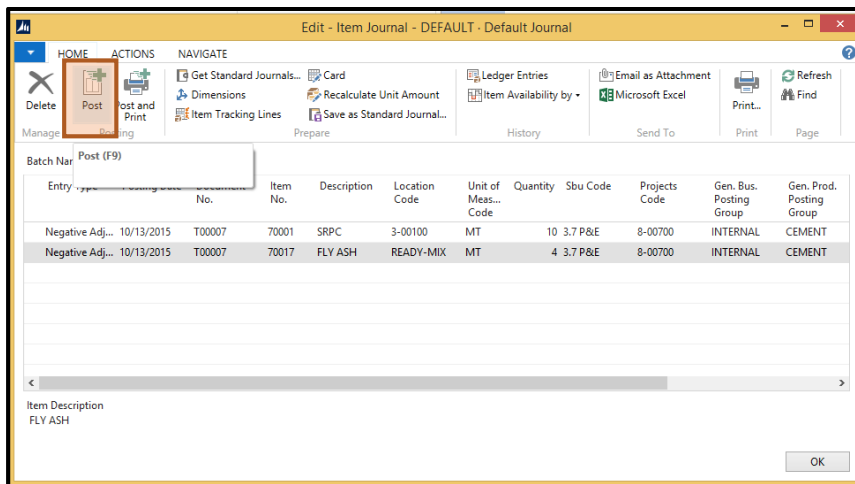 Edit - Item Journal - DEFAULT · Default Journal
HOME ACTIONS NAVIGATE
Delete
Post
Post and Print
Get Standard Journals...
Dimensions
Item Tracking Lines
Card
Recalculate Unit Amount
Save as Standard Journal...
Ledger Entries
Item Availability by
Email as Attachment
Microsoft Excel
Print...
Refresh
Find
Manage Posting Prepare History Send To Print Page
Post (F9)
Batch Nar
Entry Type Posting Date Document No. Item No. Description Location Code Unit of Meas... Code Quantity Sbu Code Projects Code Gen. Bus. Posting Group Gen. Prod. Posting Group
Negative Adj... 10/13/2015 T00007 70001 SRPC 3-00100 MT 10 3.7 P&E 8-00700 INTERNAL CEMENT
Negative Adj... 10/13/2015 T00007 70017 FLY ASH READY-MIX MT 4 3.7 P&E 8-00700 INTERNAL CEMENT
Item Description
FLY ASH
OK